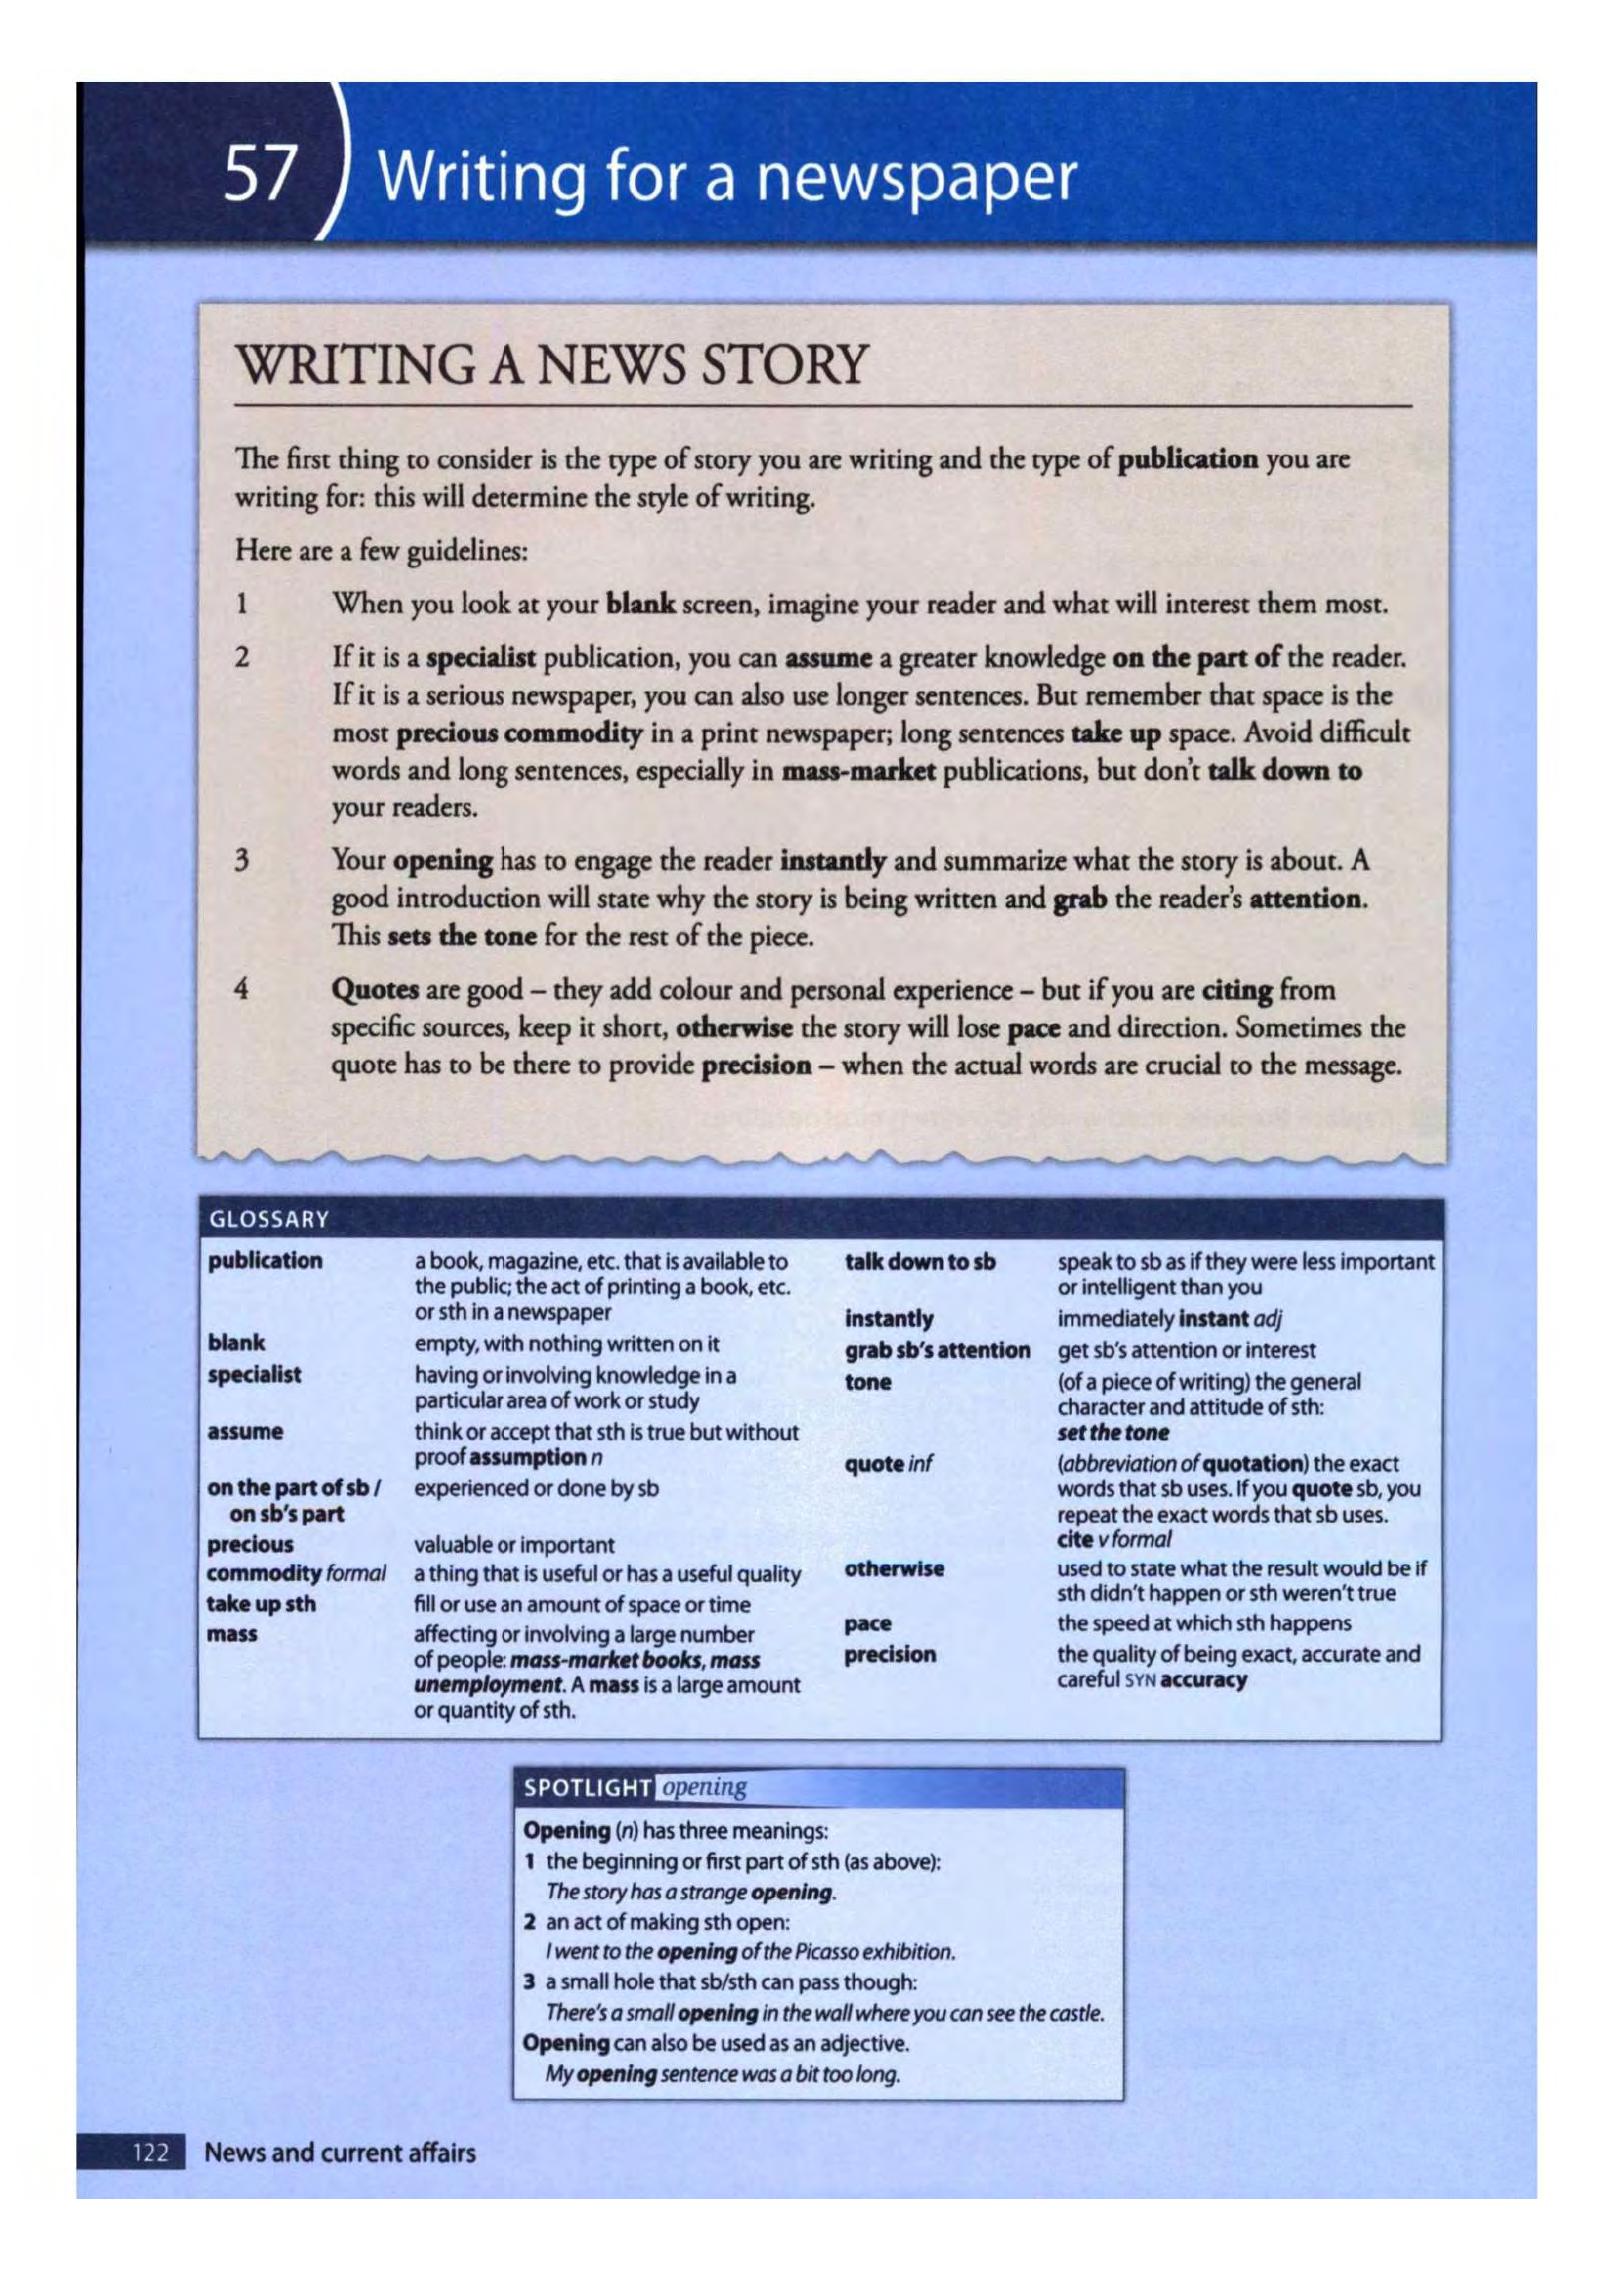 57 Writing for a newspaper
WRITING A NEWS STORY
The first thing to consider is the type of story you are writing and the type of publication you are
writing for: this will determine the style of writing.
Here are a few guidelines:
1 When you look at your blank screen, imagine your reader and what will interest them most.
2 If it is a specialist publication, you can assume a greater knowledge on the part of the reader.
If it is a serious newspaper, you can also use longer sentences. But remember that space is the
most precious commodity in a print newspaper; long sentences take up space. Avoid difficult
words and long sentences, especially in mass-market publications, but don't talk down to
your readers.
3 Your opening has to engage the reader instantly and summarize what the story is about. A
good introduction will state why the story is being written and grab the reader's attention.
This sets the tone for the rest of the piece.
4 Quotes are good – they add colour and personal experience – but if you are citing from
specific sources, keep it short, otherwise the story will lose pace and direction. Sometimes the
quote has to be there to provide precision – when the actual words are crucial to the message.
GLOSSARY
publication a book, magazine, etc. that is available to
the public; the act of printing a book, etc.
or sth in a newspaper
blank empty, with nothing written on it
specialist having or involving knowledge in a
particular area of work or study
assume think or accept that sth is true but without
proof assumption n
on the part of sb / experienced or done by sb
on sb's part
precious valuable or important
commodity formal a thing that is useful or has a useful quality
take up sth fill or use an amount of space or time
mass affecting or involving a large number
of people: mass-market books, mass
unemployment. A mass is a large amount
or quantity of sth.
talk down to sb speak to sb as if they were less important
or intelligent than you
instantly immediately instant adj
grab sb's attention get sb's attention or interest
tone (of a piece of writing) the general
character and attitude of sth:
set the tone
quote inf (abbreviation of quotation) the exact
words that sb uses. If you quote sb, you
repeat the exact words that sb uses.
cite v formal
otherwise used to state what the result would be if
sth didn't happen or sth weren't true
pace the speed at which sth happens
precision the quality of being exact, accurate and
careful SYN accuracy
SPOTLIGHT opening
Opening (n) has three meanings:
1 the beginning or first part of sth (as above):
The story has a strange opening.
2 an act of making sth open:
I went to the opening of the Picasso exhibition.
3 a small hole that sb/sth can pass though:
There's a small opening in the wall where you can see the castle.
Opening can also be used as an adjective.
My opening sentence was a bit too long.
122 News and current affairs